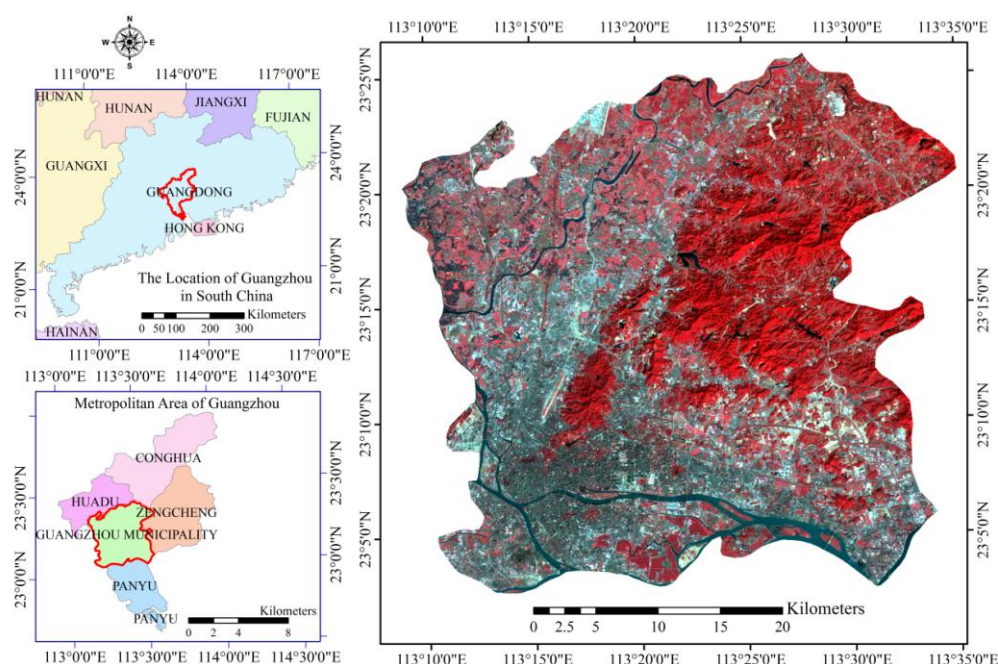 N
W E
S
111°0'0"E 114°0'0"E 117°0'0"E
HUNAN
HUNAN
JIANGXI
FUJIAN
GUANGXI
GUANGDONG
HONG KONG
HAINAN
24°0'0"N
21°0'0"N
24°0'0"N
21°0'0"N
The Location of Guangzhou
in South China
Kilometers
0 50 100 200 300
111°0'0"E 114°0'0"E 117°0'0"E
113°0'0"E 113°30'0"E 114°0'0"E 114°30'0"E
Metropolitan Area of Guangzhou
CONGHUA
HUADU
ZENGCHENG
GUANGZHOU MUNICIPALITY
PANYU
PANYU
23°30'0"N
23°0'0"N
23°30'0"N
23°0'0"N
Kilometers
0 2 4 8
113°0'0"E 113°30'0"E 114°0'0"E 114°30'0"E
113°10'0"E 113°15'0"E 113°20'0"E 113°25'0"E 113°30'0"E 113°35'0"E
23°25'0"N
23°20'0"N
23°15'0"N
23°10'0"N
23°5'0"N
23°20'0"N
23°15'0"N
23°10'0"N
23°5'0"N
Kilometers
0 2.5 5 10 15 20
113°10'0"E 113°15'0"E 113°20'0"E 113°25'0"E 113°30'0"E 113°35'0"E